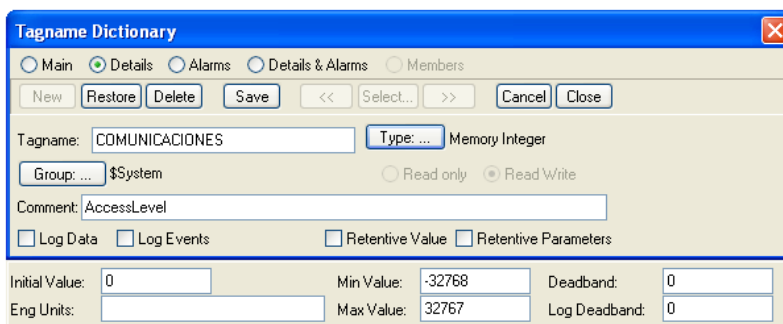 Tagname Dictionary
Main Details Alarms Details & Alarms Members
New Restore Delete Save << Select... >> Cancel Close
Tagname: COMUNICACIONES Type: ... Memory Integer
Group: ... $System Read only Read Write
Comment: AccessLevel
Log Data Log Events Retentive Value Retentive Parameters
Initial Value: 0 Min Value: -32768 Deadband: 0
Eng Units: Max Value: 32767 Log Deadband: 0